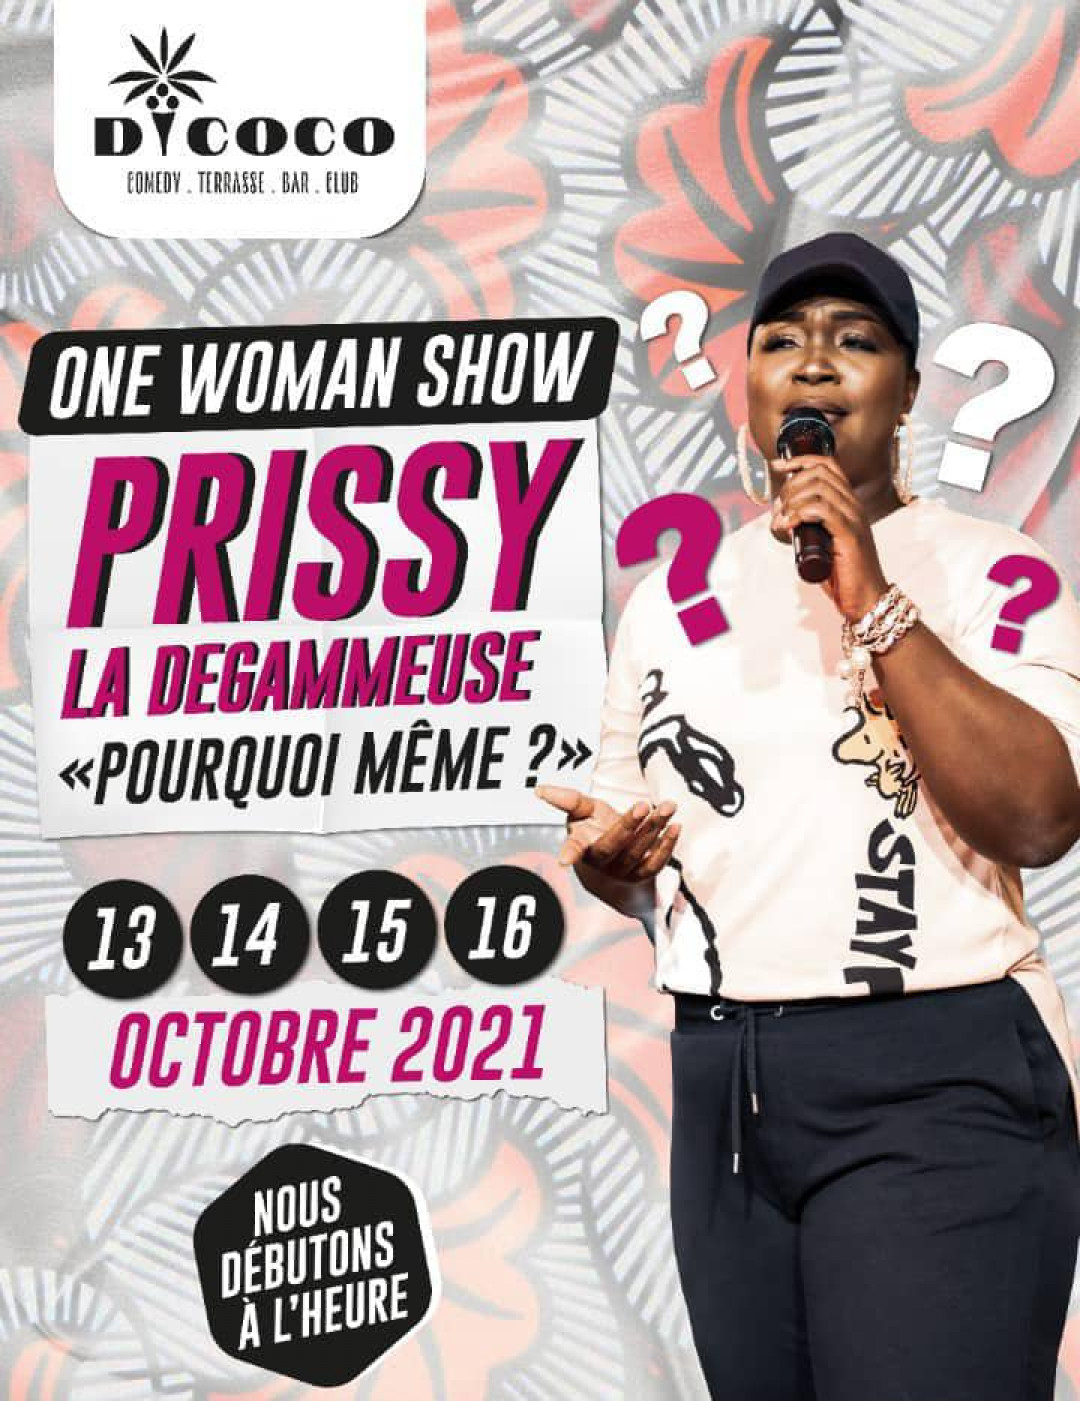 D'COCO
COMEDY . TERRASSE . BAR . CLUB
ONE WOMAN SHOW
PRISSY
LA DEGAMMEUSE
«POURQUOI MÊME ?»
13 14 15 16
OCTOBRE 2021
NOUS
DÉBUTONS
À L'HEURE
STAY